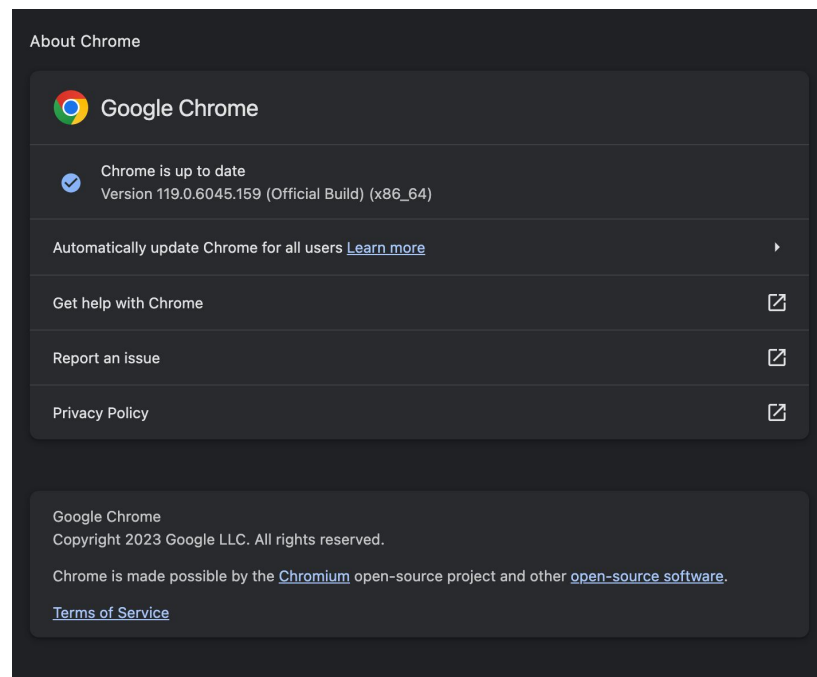 About Chrome
Google Chrome
Chrome is up to date
Version 119.0.6045.159 (Official Build) (x86_64)
Automatically update Chrome for all users Learn more
Get help with Chrome
Report an issue
Privacy Policy
Google Chrome
Copyright 2023 Google LLC. All rights reserved.
Chrome is made possible by the Chromium open-source project and other open-source software.
Terms of Service